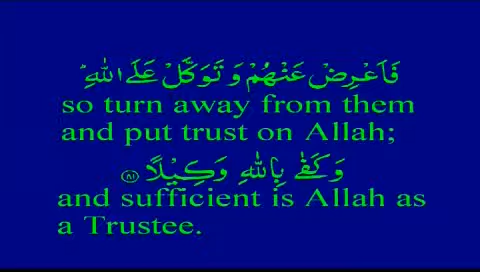 فَاَعْرِضْ عَنْهُمْ وَ تَوَكَّلْ عَلَى اللّٰهِؕ
so turn away from them
and put trust on Allah;
وَ كَفٰى بِاللّٰهِ وَكِيْلًا ۝۸۱
and sufficient is Allah as
a Trustee.